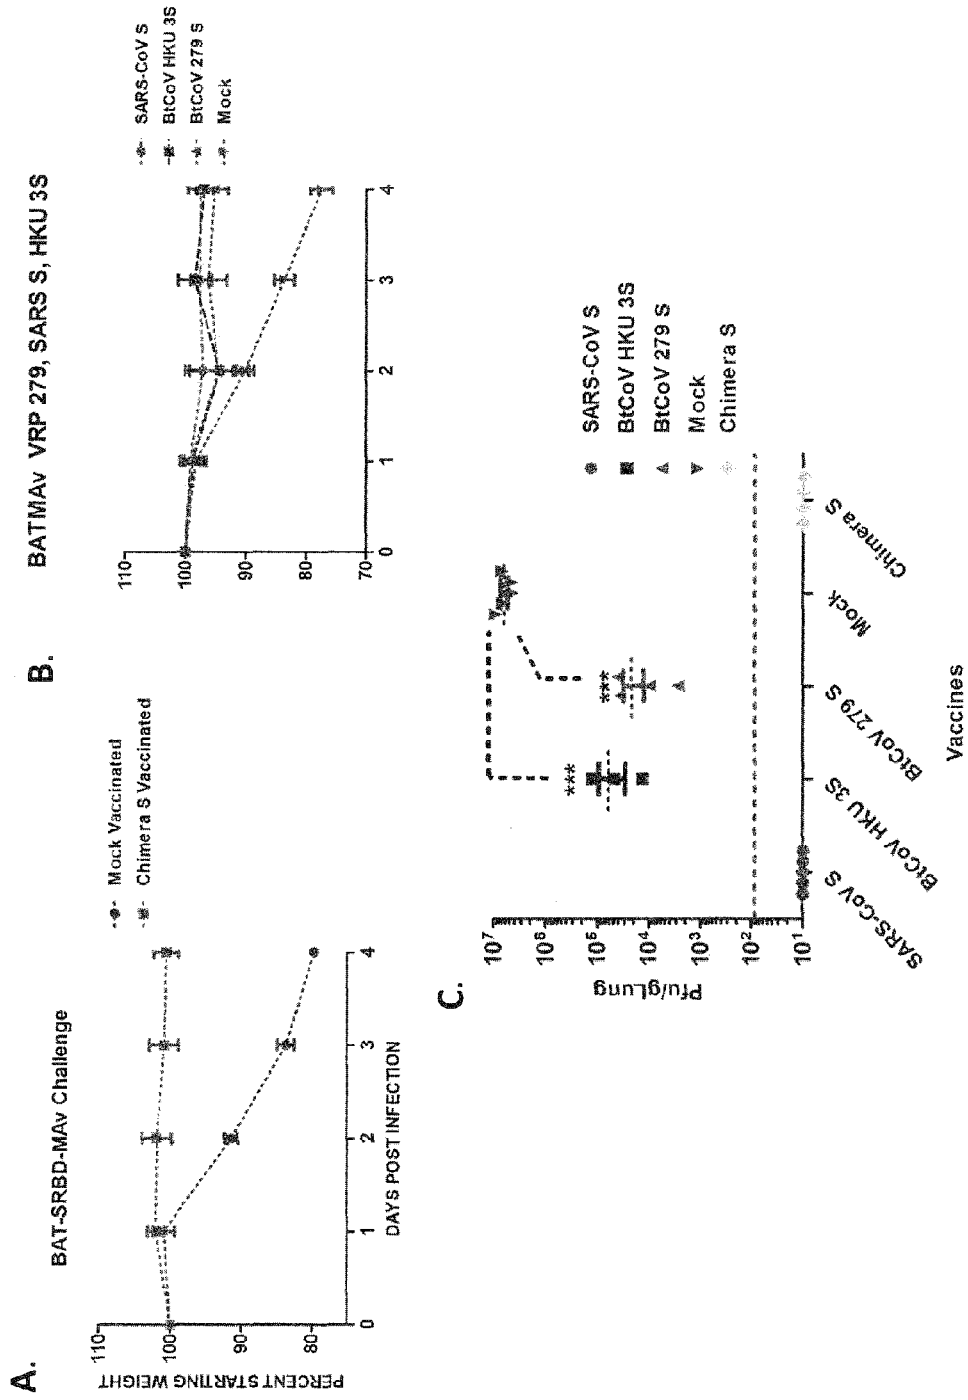 A.
BAT-SRBD-MAv Challenge
PERCENT STARTING WEIGHT
110
100
90
80
0
1
2
3
4
DAYS POST INFECTION
Mock Vaccinated
Chimera S Vaccinated
B.
BATMAv VRP 279, SARS S, HKU 3S
110
100
90
80
70
0
1
2
3
4
SARS-CoV S
BtCoV HKU 3S
BtCoV 279 S
Mock
C.
Pfu/gLung
10⁷
10⁶
10⁵
10⁴
10³
10²
10¹
***
***
SARS-CoV S
BtCoV HKU 3S
BtCoV 279 S
Mock
Chimera S
Vaccines
SARS-CoV S
BtCoV HKU 3S
BtCoV 279 S
Mock
Chimera S